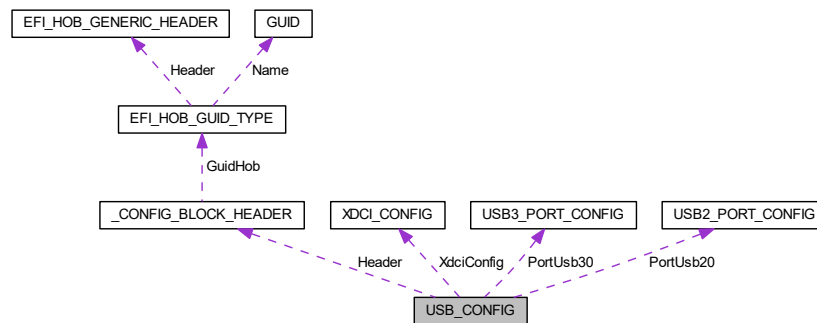 EFI_HOB_GENERIC_HEADER GUID
Header Name
EFI_HOB_GUID_TYPE
GuidHob
_CONFIG_BLOCK_HEADER XDCI_CONFIG USB3_PORT_CONFIG USB2_PORT_CONFIG
Header XdciConfig PortUsb30 PortUsb20
USB_CONFIG